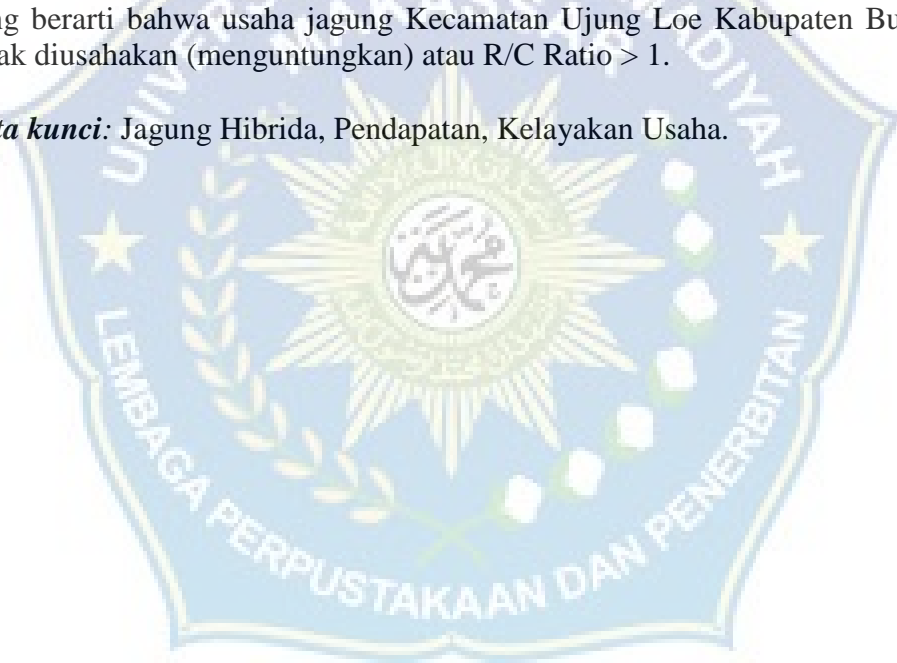 ng berarti bahwa usaha jagung Kecamatan Ujung Loe Kabupaten Bu
ak diusahakan (menguntungkan) atau R/C Ratio > 1.
ta kunci: Jagung Hibrida, Pendapatan, Kelayakan Usaha.
LEMBAGA PERPUSTAKAAN DAN PENERBITAN